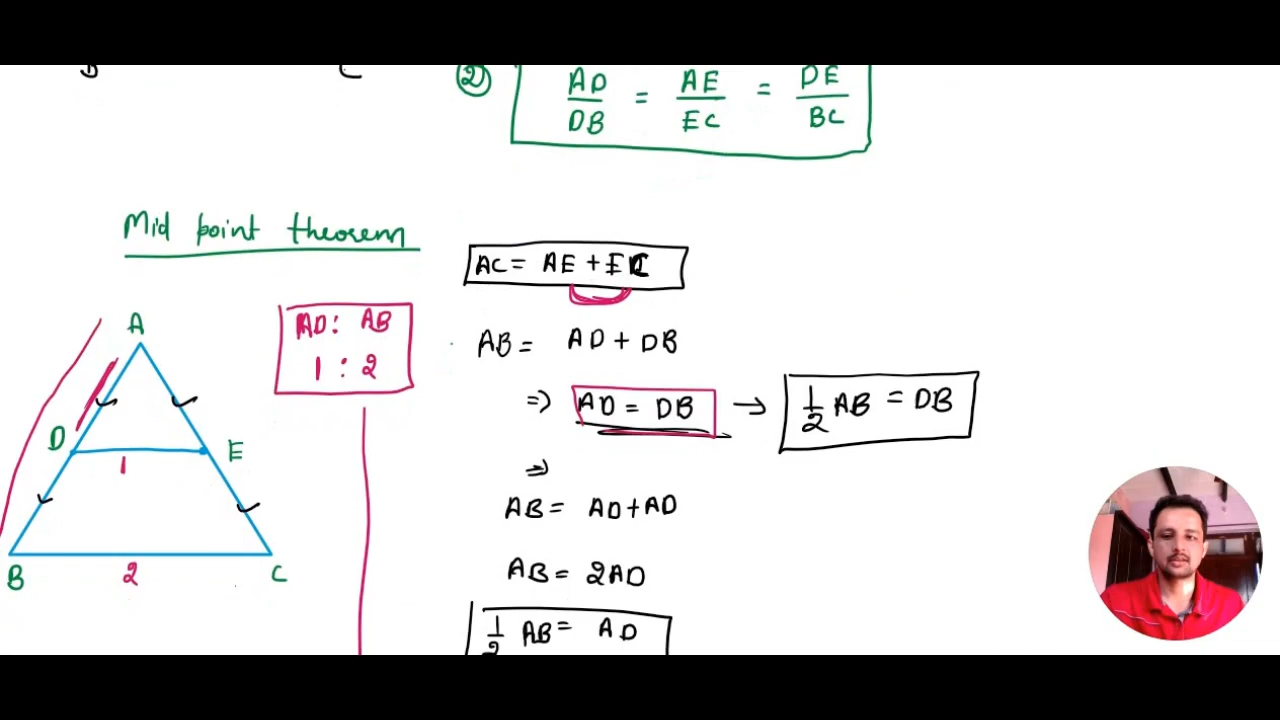 B C
② AD/DB = AE/EC = DE/BC
Mid point theorem
AC = AE + EC
AD : AB
1 : 2
AB = AD + DB
⇒ AD = DB → 1/2 AB = DB
⇒
AB = AD + AD
AB = 2AD
1/2 AB = AD
A
D E
1
B 2 C